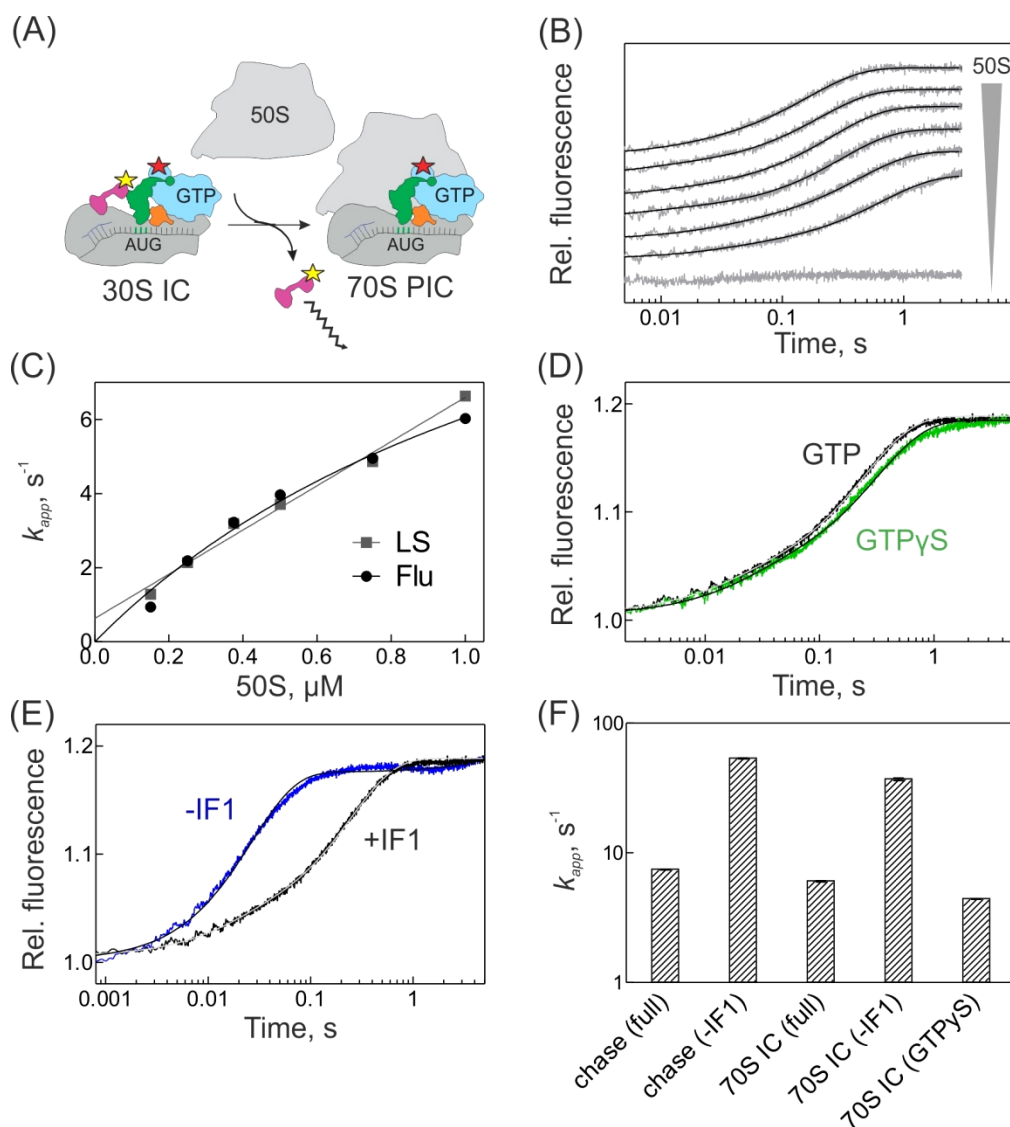 (A)
50S
GTP
AUG
30S IC
GTP
AUG
70S PIC
(B)
Rel. fluorescence
50S
0.01
0.1
1
Time, s
(C)
k_app, s⁻¹
6
4
2
0
LS
Flu
0.0
0.2
0.4
0.6
0.8
1.0
50S, µM
(D)
Rel. fluorescence
1.2
1.1
1.0
GTP
GTPγS
0.01
0.1
1
Time, s
(E)
Rel. fluorescence
1.2
1.1
1.0
-IF1
+IF1
0.001
0.01
0.1
1
Time, s
(F)
k_app, s⁻¹
100
10
1
chase (full)
chase (-IF1)
70S IC (full)
70S IC (-IF1)
70S IC (GTPγS)